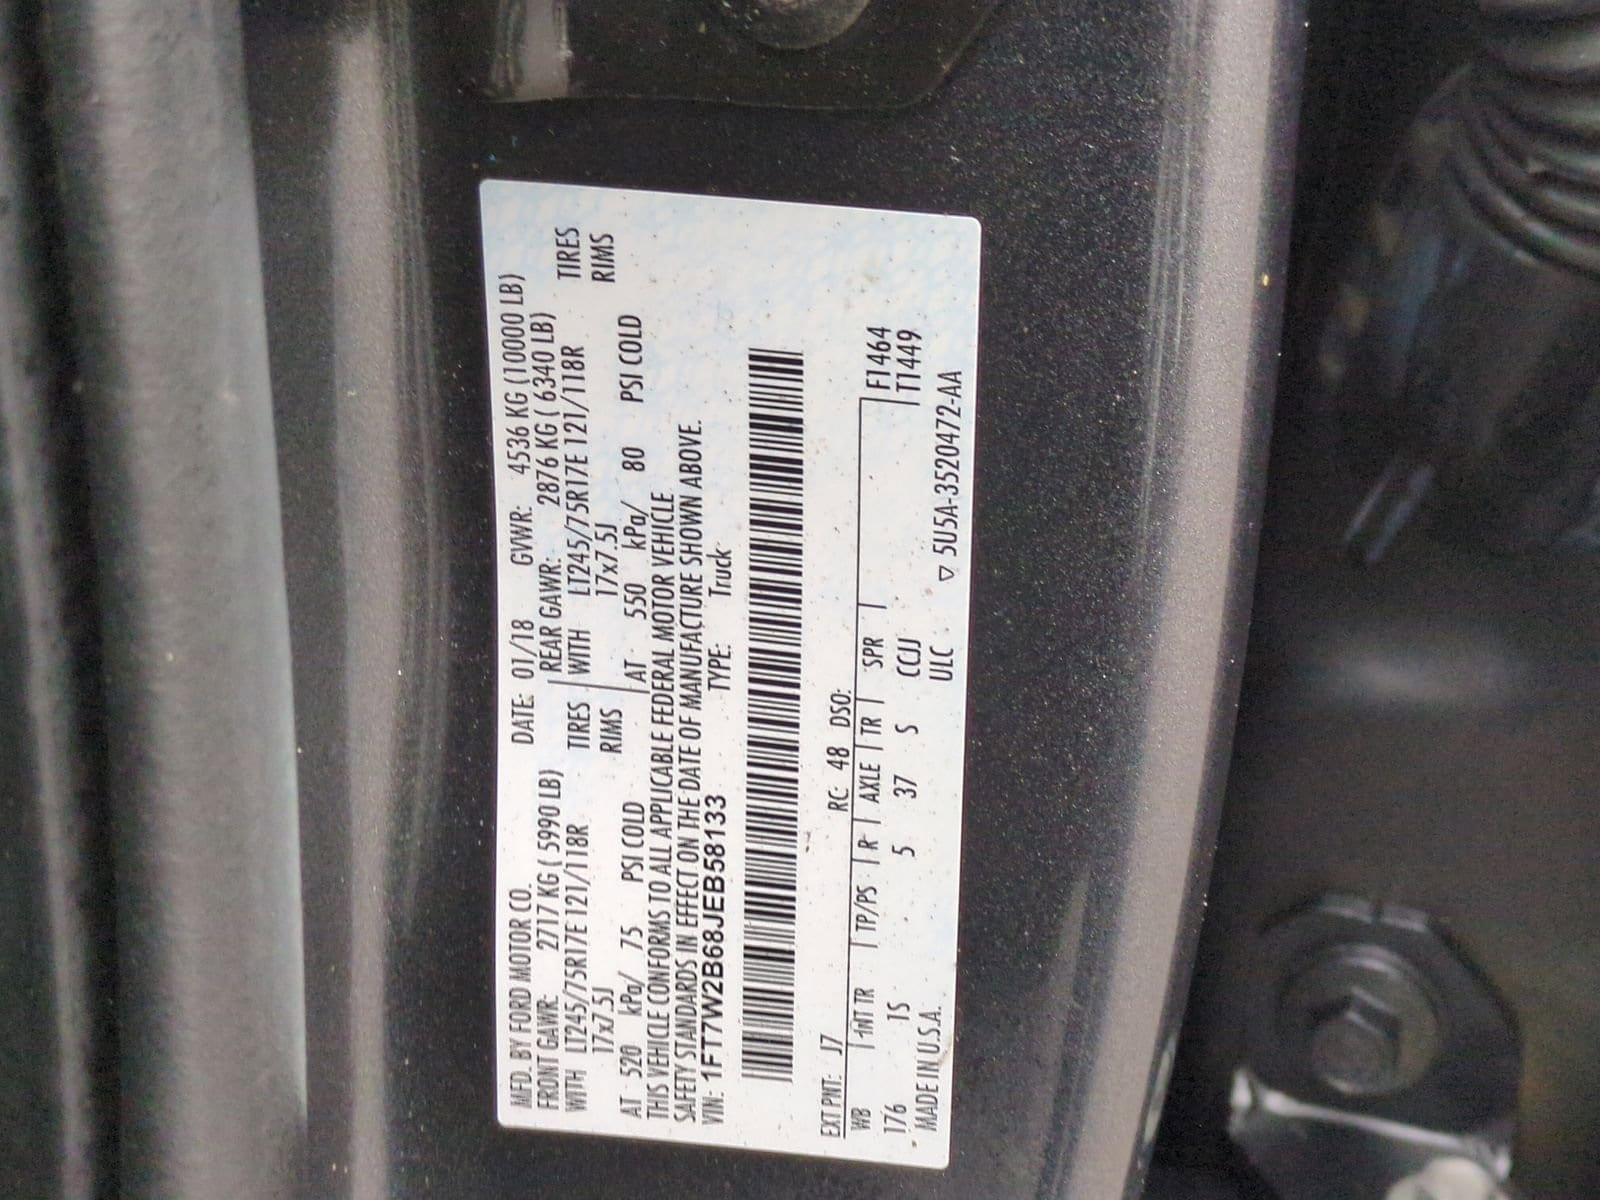 MFD. BY FORD MOTOR CO. DATE: 01/18 GVWR: 4536 KG (10000 LB)
FRONT GAWR: 2717 KG ( 5990 LB) REAR GAWR: 2876 KG ( 6340 LB)
WITH LT245/75R17E 121/118R TIRES WITH LT245/75R17E 121/118R TIRES
17x7.5J RIMS 17x7.5J RIMS
AT 520 kPa/ 75 PSI COLD AT 550 kPa/ 80 PSI COLD
THIS VEHICLE CONFORMS TO ALL APPLICABLE FEDERAL MOTOR VEHICLE
SAFETY STANDARDS IN EFFECT ON THE DATE OF MANUFACTURE SHOWN ABOVE.
VIN: 1FT7W2B68JEB58133 TYPE: Truck
EXT PNT: J7 RC: 48 DSO:
WB INT TR TP/PS R AXLE TR SPR F1464
176 1S 5 37 S CCJJ T1449
MADE IN U.S.A. ULC ▽ 5U5A-3520472-AA